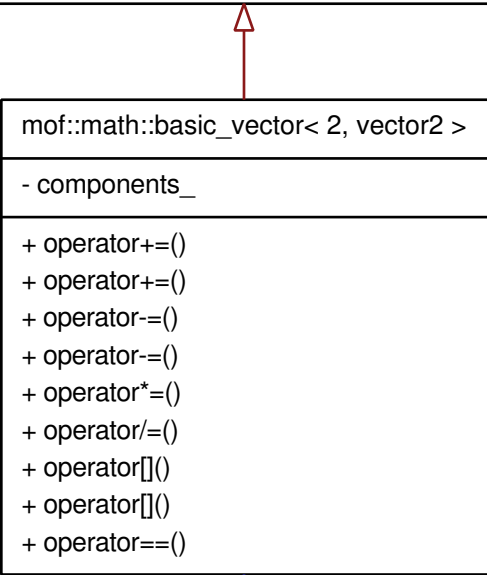 mof::math::basic_vector< 2, vector2 >
- components_
+ operator+=()
+ operator+=()
+ operator-=()
+ operator-=()
+ operator*=()
+ operator/=()
+ operator[]()
+ operator[]()
+ operator==()